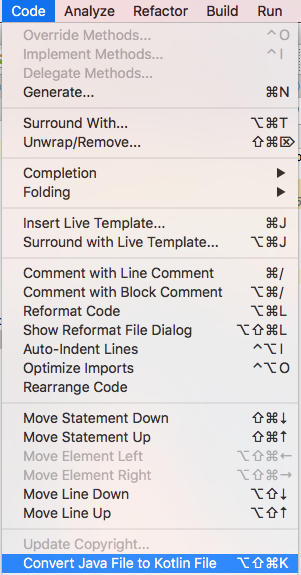 Code Analyze Refactor Build Run
Override Methods... ^O
Implement Methods... ^I
Delegate Methods...
Generate... ⌘N
Surround With... ⌥⌘T
Unwrap/Remove... ⇧⌘⌦
Completion ▶
Folding ▶
Insert Live Template... ⌘J
Surround with Live Template... ⌥⌘J
Comment with Line Comment ⌘/
Comment with Block Comment ⌥⌘/
Reformat Code ⌥⌘L
Show Reformat File Dialog ⌥⇧⌘L
Auto-Indent Lines ^⌥I
Optimize Imports ^⌥O
Rearrange Code
Move Statement Down ⇧⌘↓
Move Statement Up ⇧⌘↑
Move Element Left ⌥⇧⌘←
Move Element Right ⌥⇧⌘→
Move Line Down ⌥⇧↓
Move Line Up ⌥⇧↑
Update Copyright...
Convert Java File to Kotlin File ⌥⇧⌘K